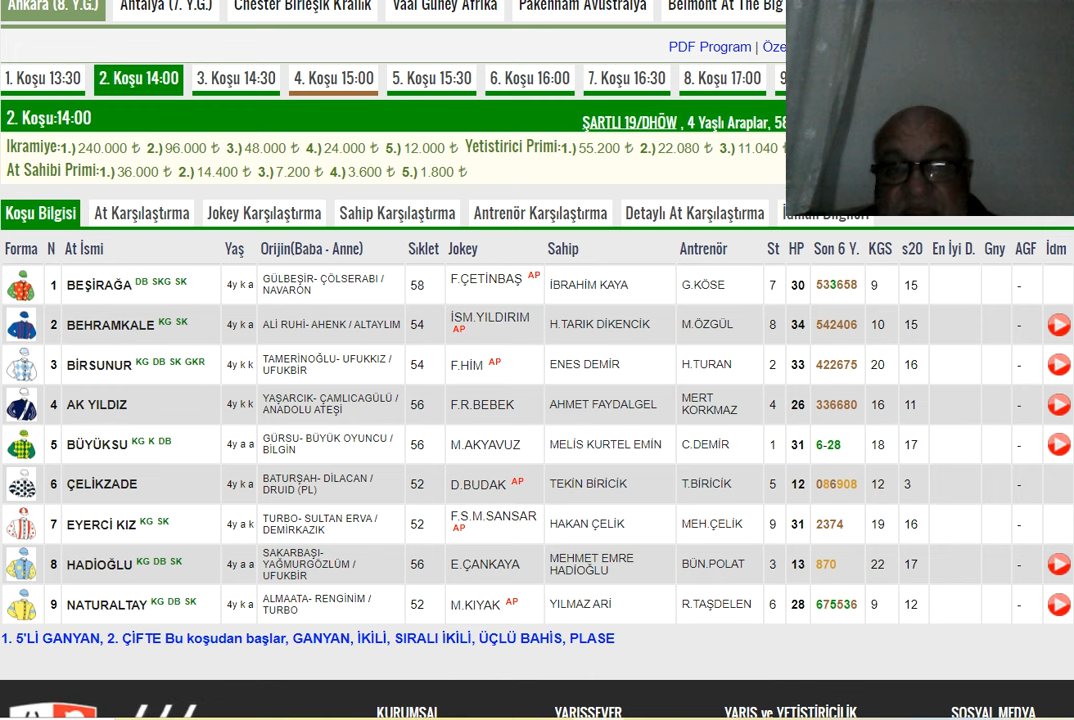 Ankara (8. Y.G.) Antalya (7. Y.G.) Chester Birleşik Krallık Vaal Güney Afrika Pakenham Avustralya Belmont At The Big
PDF Program | Öze
1. Koşu 13:30 2. Koşu 14:00 3. Koşu 14:30 4. Koşu 15:00 5. Koşu 15:30 6. Koşu 16:00 7. Koşu 16:30 8. Koşu 17:00 9
2. Koşu:14:00 ŞARTLI 19/DHÖW , 4 Yaşlı Araplar, 58
Ikramiye:1.) 240.000 ₺ 2.) 96.000 ₺ 3.) 48.000 ₺ 4.) 24.000 ₺ 5.) 12.000 ₺ Yetistirici Primi:1.) 55.200 ₺ 2.) 22.080 ₺ 3.) 11.040 ₺
At Sahibi Primi:1.) 36.000 ₺ 2.) 14.400 ₺ 3.) 7.200 ₺ 4.) 3.600 ₺ 5.) 1.800 ₺
Koşu Bilgisi At Karşılaştırma Jokey Karşılaştırma Sahip Karşılaştırma Antrenör Karşılaştırma Detaylı At Karşılaştırma
Forma N At İsmi Yaş Orijin(Baba - Anne) Sıklet Jokey Sahip Antrenör St HP Son 6 Y. KGS s20 En İyi D. Gny AGF İdm
1 BEŞİRAĞA DB SKG SK 4y k a GÜLBEŞİR- ÇÖLSERABI / NAVARÖN 58 F.ÇETİNBAŞ AP İBRAHİM KAYA G.KÖSE 7 30 533658 9 15 -
2 BEHRAMKALE KG SK 4y k a ALİ RUHİ- AHENK / ALTAYLIM 54 İSM.YILDIRIM AP H.TARIK DİKENCİK M.ÖZGÜL 8 34 542406 10 15 -
3 BİRSUNUR KG DB SK GKR 4y k k TAMERİNOĞLU- UFUKKIZ / UFUKBİR 54 F.HİM AP ENES DEMİR H.TURAN 2 33 422675 20 16 -
4 AK YILDIZ 4y k k YAŞARCIK- ÇAMLICAGÜLÜ / ANADOLU ATEŞİ 56 F.R.BEBEK AHMET FAYDALGEL MERT KORKMAZ 4 26 336680 16 11 -
5 BÜYÜKSU KG K DB 4y a a GÜRSU- BÜYÜK OYUNCU / BİLGİN 56 M.AKYAVUZ MELİS KURTEL EMİN C.DEMİR 1 31 6-28 18 17 -
6 ÇELİKZADE 4y k a BATURŞAH- DİLACAN / DRUID (PL) 52 D.BUDAK AP TEKİN BİRİCİK T.BİRİCİK 5 12 086908 12 3 -
7 EYERCİ KIZ KG SK 4y a k TURBO- SULTAN ERVA / DEMİRKAZIK 52 F.S.M.SANSAR AP HAKAN ÇELİK MEH.ÇELİK 9 31 2374 19 16 -
8 HADİOĞLU KG DB SK 4y a a SAKARBAŞI- YAĞMURGÖZLÜM / UFUKBİR 56 E.ÇANKAYA MEHMET EMRE HADİOĞLU BÜN.POLAT 3 13 870 22 17 -
9 NATURALTAY KG DB SK 4y k a ALMAATA- RENGİNİM / TURBO 52 M.KIYAK AP YILMAZ ARİ R.TAŞDELEN 6 28 675536 9 12 -
1. 5'Lİ GANYAN, 2. ÇİFTE Bu koşudan başlar, GANYAN, İKİLİ, SIRALI İKİLİ, ÜÇLÜ BAHİS, PLASE
KURUMSAL YARIŞSEVER YARIŞ ve YETİŞTİRİCİLİK SOSYAL MEDYA